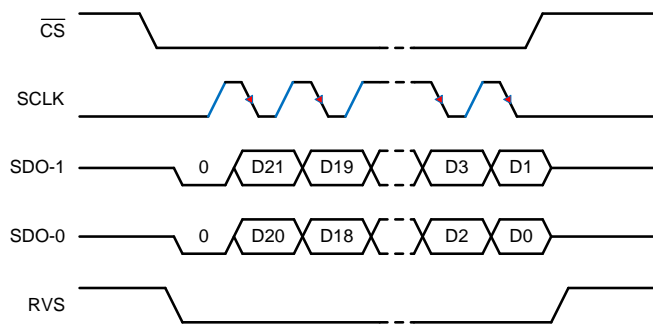 CS
SCLK
SDO-1 0 D21 D19 D3 D1
SDO-0 0 D20 D18 D2 D0
RVS